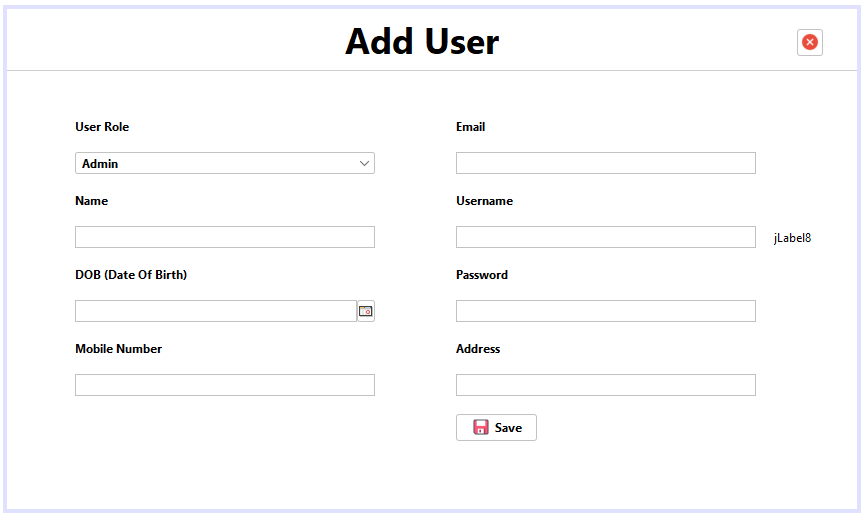 Add User
User Role
Email
Admin
Name
Username
jLabel8
DOB (Date Of Birth)
Password
Mobile Number
Address
Save